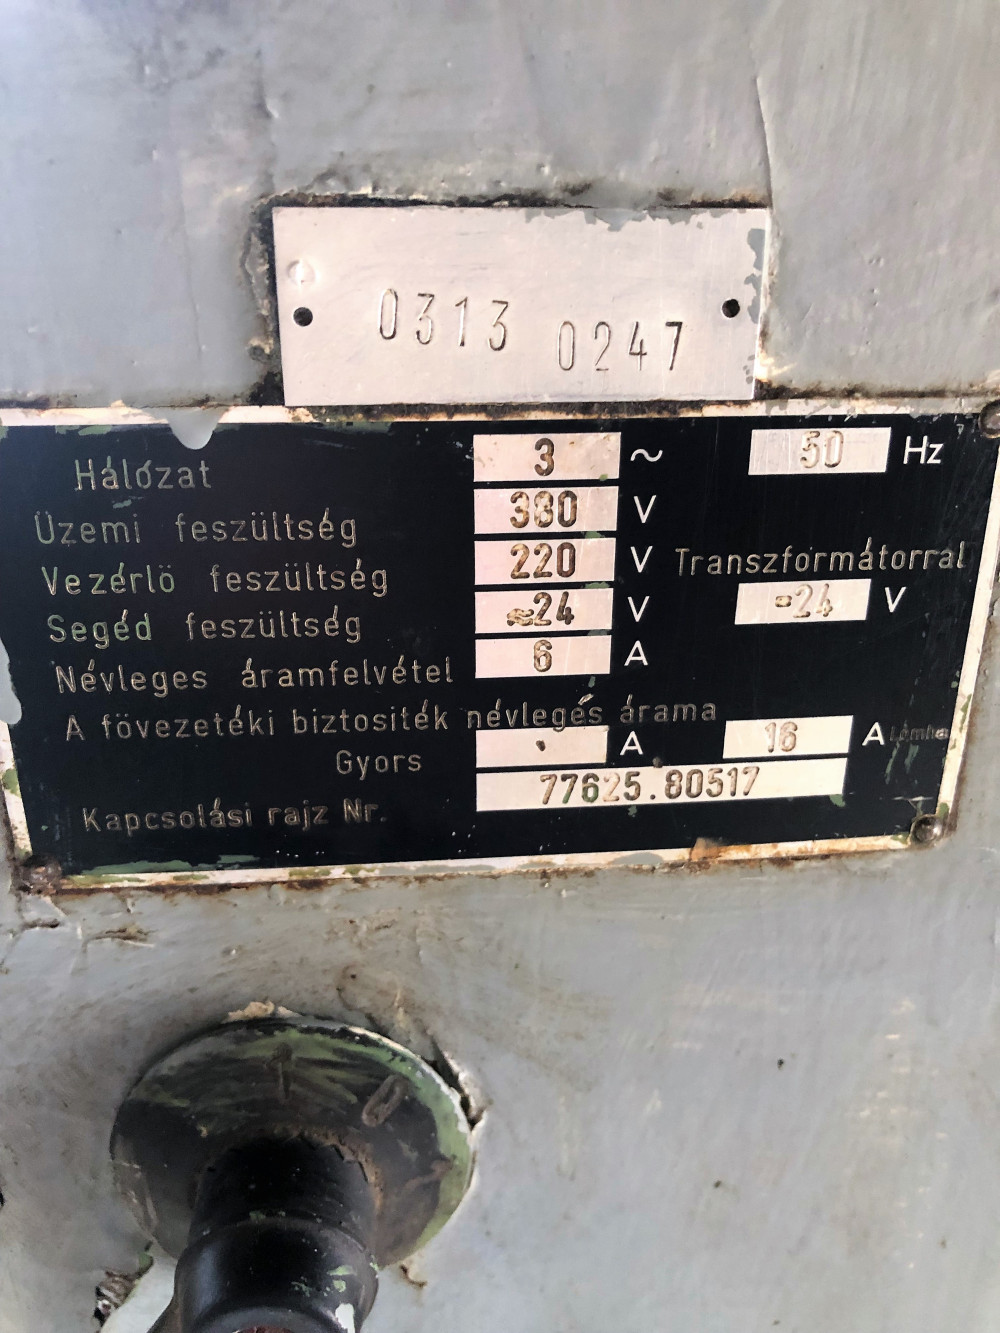 0313 0247
Hálózat 3 ~ 50 Hz
Üzemi feszültség 380 V
Vezérlö feszültség 220 V Transzformátorral
Segéd feszültség ≈24 V =24 V
Névleges áramfelvétel 6 A
A fövezetéki biztositék névlegés árama
Gyors A 16 A
Kapcsolási rajz Nr. 77625.80517